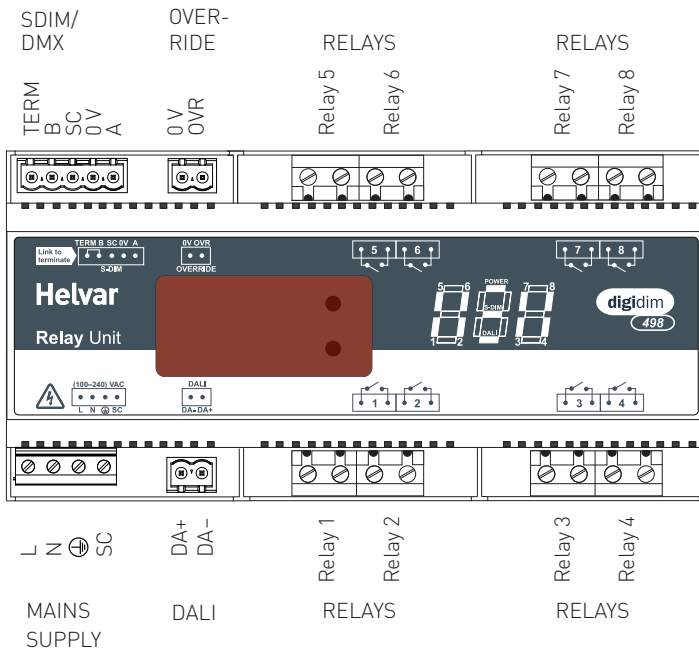 SDIM/
DMX
OVER-
RIDE
RELAYS
RELAYS
TERM
B
SC
0 V
A
0 V
OVR
Relay 5
Relay 6
Relay 7
Relay 8
Link to
terminate
TERM B SC 0V A
S-DIM
0V OVR
OVERRIDE
5 6
7 8
Helvar
Relay Unit
5 6
1 2
POWER
S-DIM
DALI
7 8
3 4
digidim
498
(100–240) VAC
L N SC
DALI
DA– DA+
1 2
3 4
L
N
SC
DA+
DA–
Relay 1
Relay 2
Relay 3
Relay 4
MAINS
SUPPLY
DALI
RELAYS
RELAYS